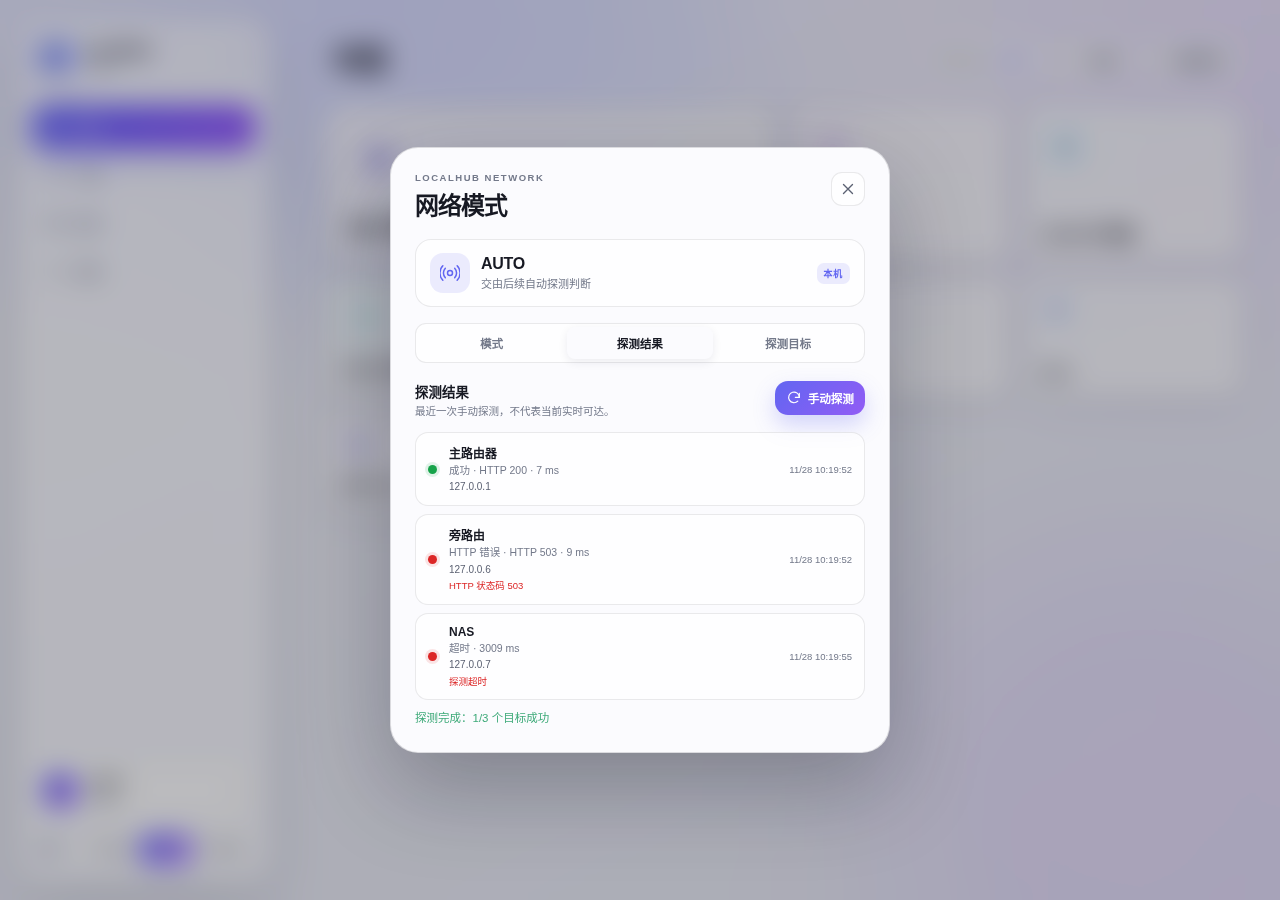 LOCALHUB NETWORK
网络模式
AUTO
交由后续自动探测判断
本机
模式
探测结果
探测目标
探测结果
最近一次手动探测，不代表当前实时可达。
手动探测
主路由器
成功 · HTTP 200 · 7 ms
127.0.0.1
11/28 10:19:52
旁路由
HTTP 错误 · HTTP 503 · 9 ms
127.0.0.6
HTTP 状态码 503
11/28 10:19:52
NAS
超时 · 3009 ms
127.0.0.7
探测超时
11/28 10:19:55
探测完成：1/3 个目标成功